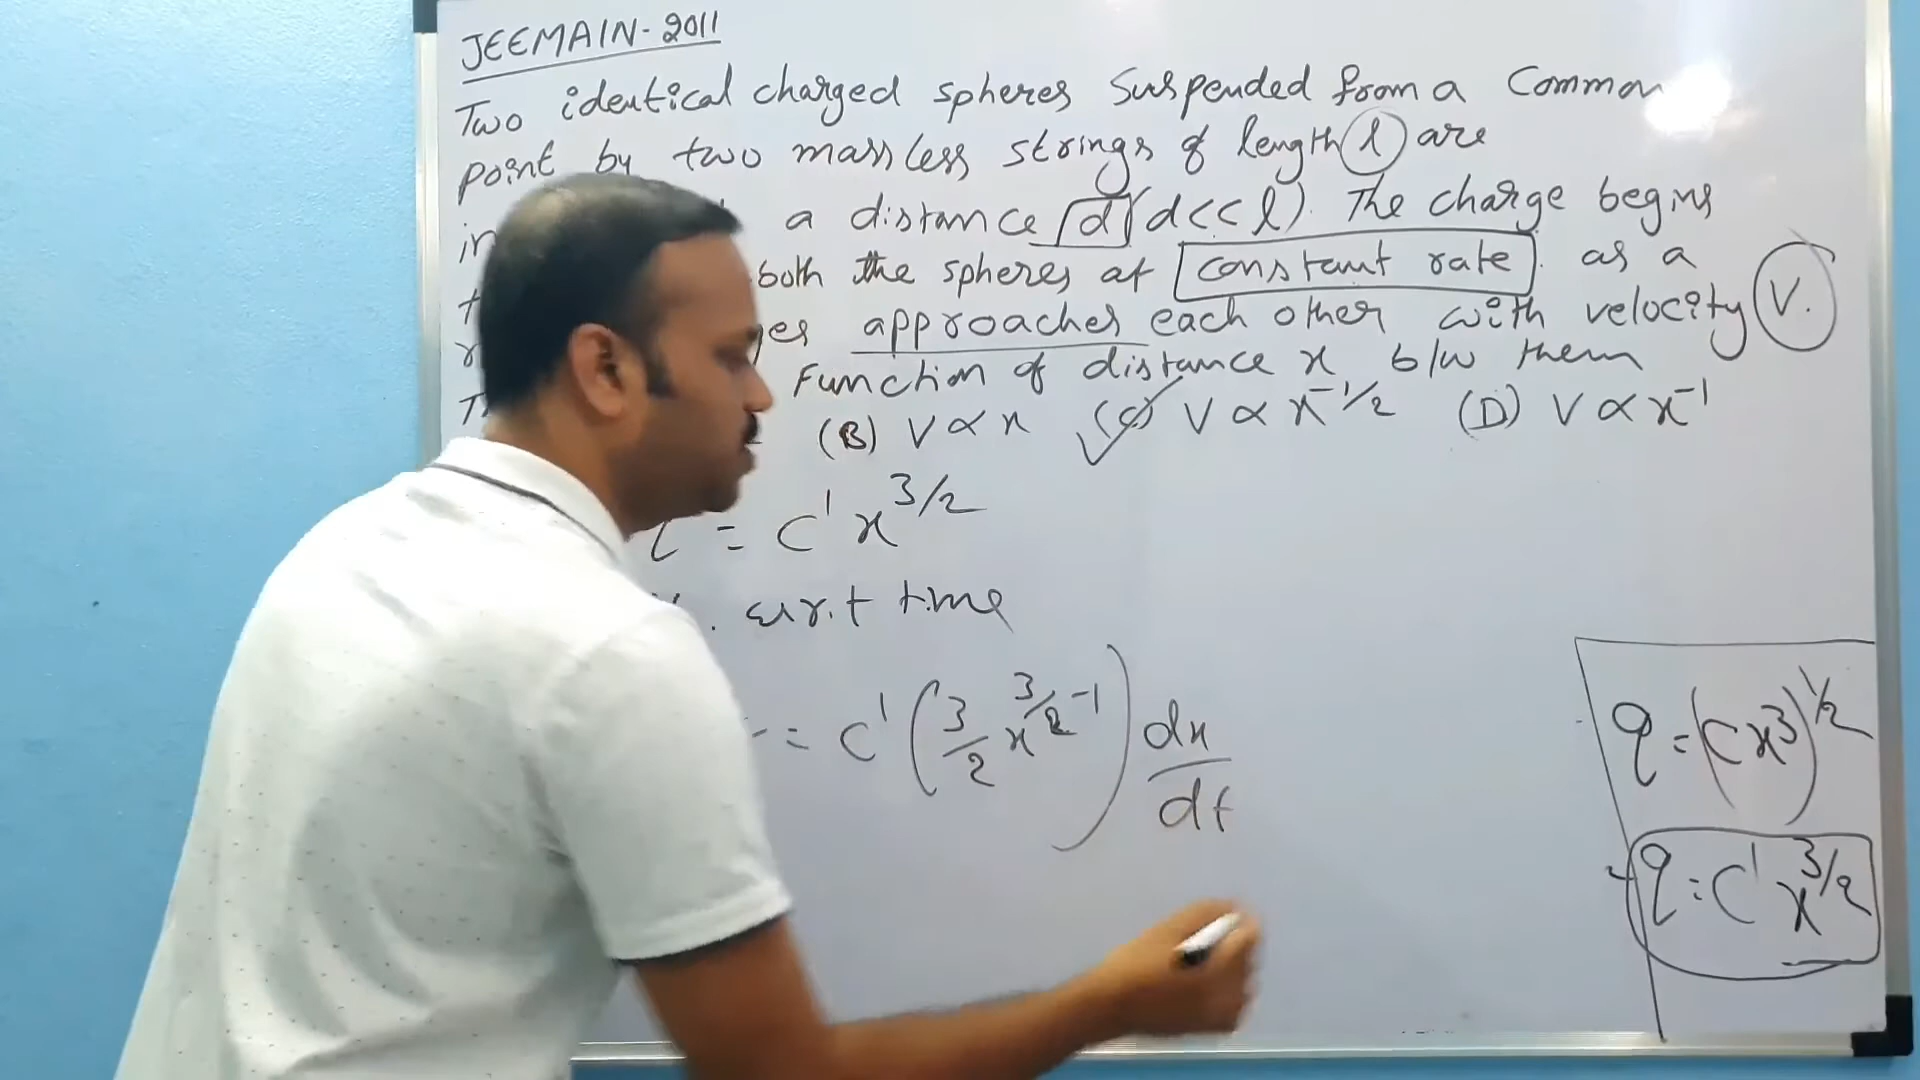 JEEMAIN-2011
Two identical charged spheres suspended from a common
point by two massless strings of length l are
in a distance d (d<<l). The charge begins
both the spheres at constant rate. as a
approaches each other with velocity V.
Function of distance x b/w them
(B) V ∝ x (C) V ∝ x^-1/2 (D) V ∝ x^-1
= C' x^3/2
w.r.t time
= C' (3/2 x^3/2-1) dx/dt
q = (Cx^3)^1/2
q = C' x^3/2